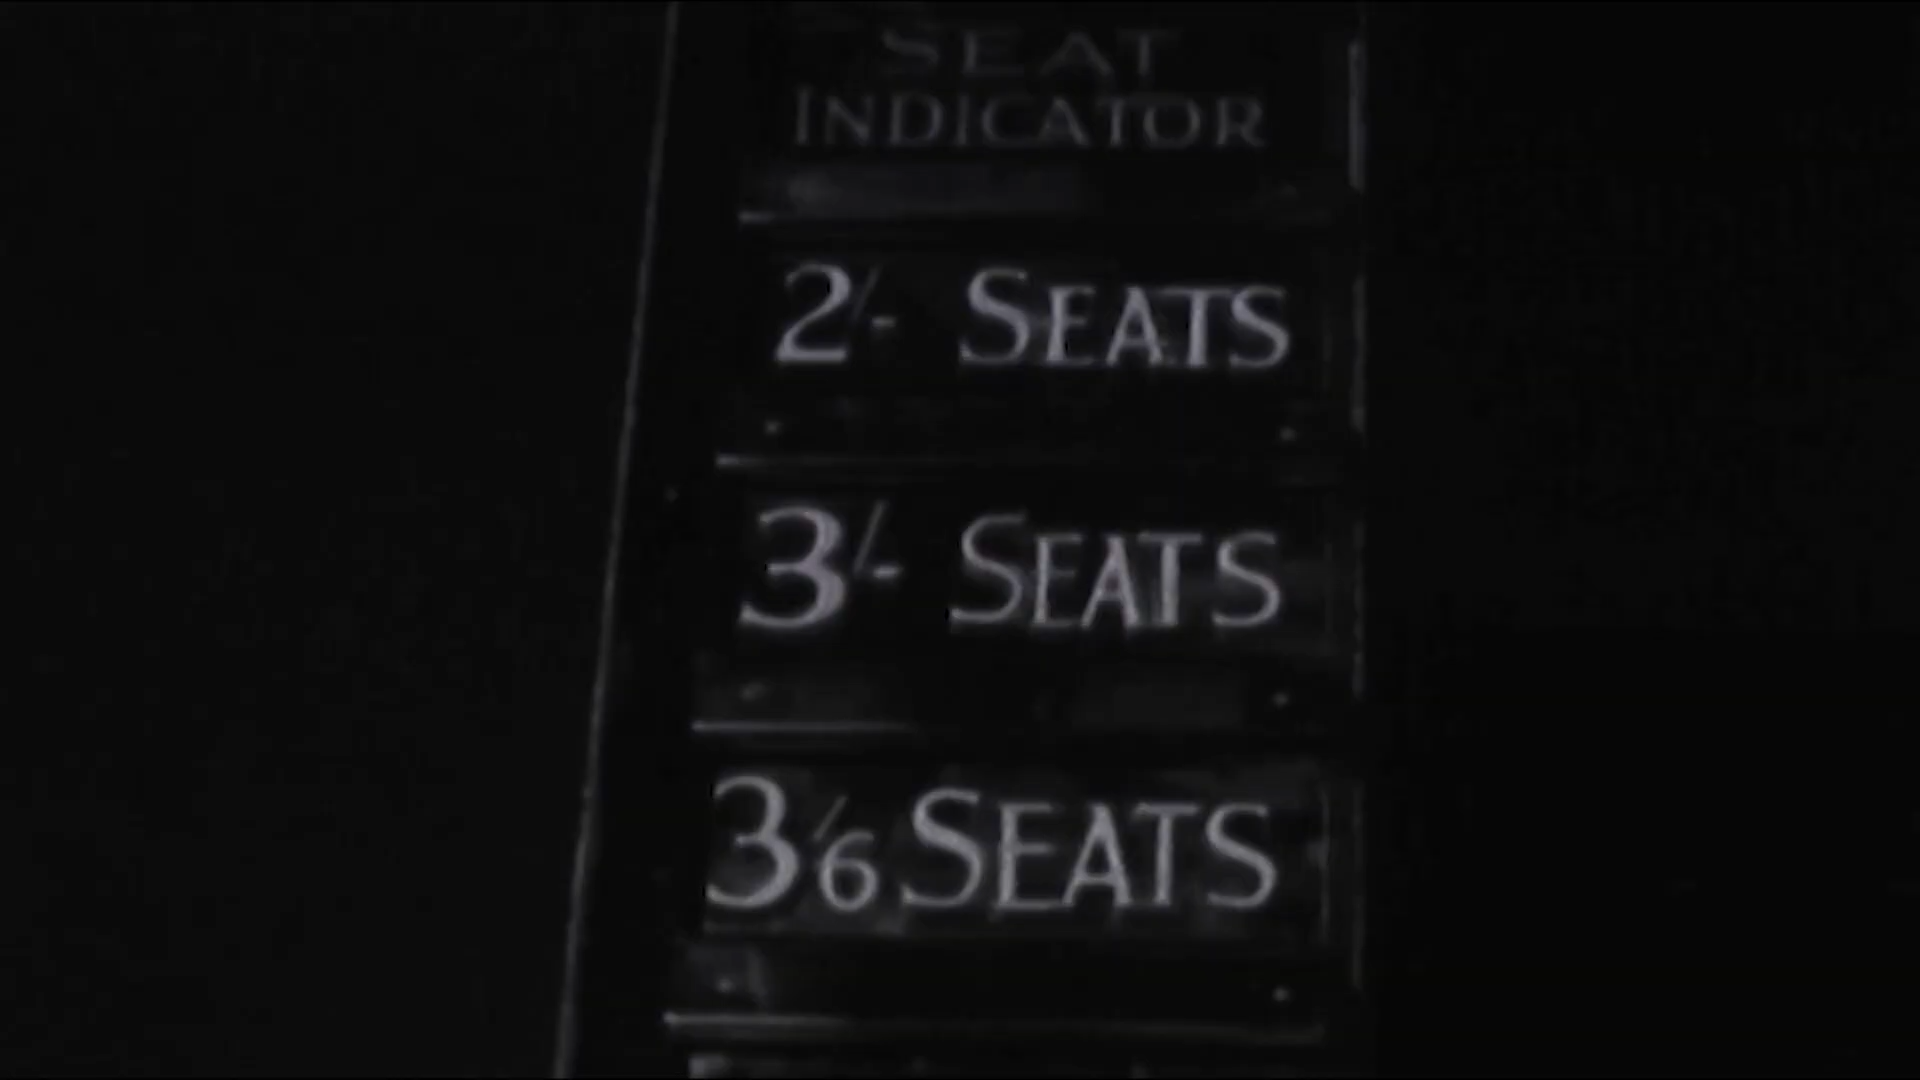 SEAT
INDICATOR
2/- SEATS
3/- SEATS
3/6 SEATS